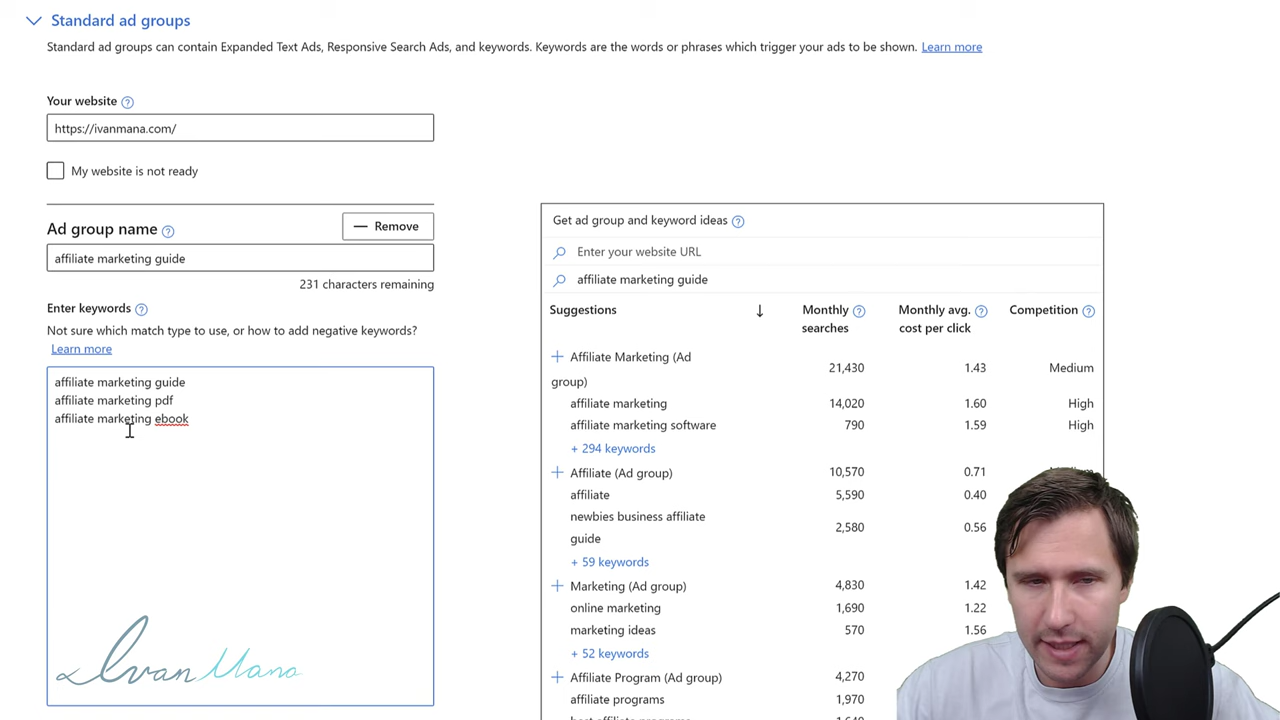 Standard ad groups
Standard ad groups can contain Expanded Text Ads, Responsive Search Ads, and keywords. Keywords are the words or phrases which trigger your ads to be shown. Learn more
Your website
https://ivanmana.com/
My website is not ready
Ad group name
Remove
affiliate marketing guide
231 characters remaining
Enter keywords
Not sure which match type to use, or how to add negative keywords?
Learn more
affiliate marketing guide
affiliate marketing pdf
affiliate marketing ebook
Ivan Mana
Get ad group and keyword ideas
Enter your website URL
affiliate marketing guide
Suggestions Monthly searches Monthly avg. cost per click Competition
Affiliate Marketing (Ad group) 21,430 1.43 Medium
affiliate marketing 14,020 1.60 High
affiliate marketing software 790 1.59 High
+ 294 keywords
Affiliate (Ad group) 10,570 0.71
affiliate 5,590 0.40
newbies business affiliate guide 2,580 0.56
+ 59 keywords
Marketing (Ad group) 4,830 1.42
online marketing 1,690 1.22
marketing ideas 570 1.56
+ 52 keywords
Affiliate Program (Ad group) 4,270
affiliate programs 1,970